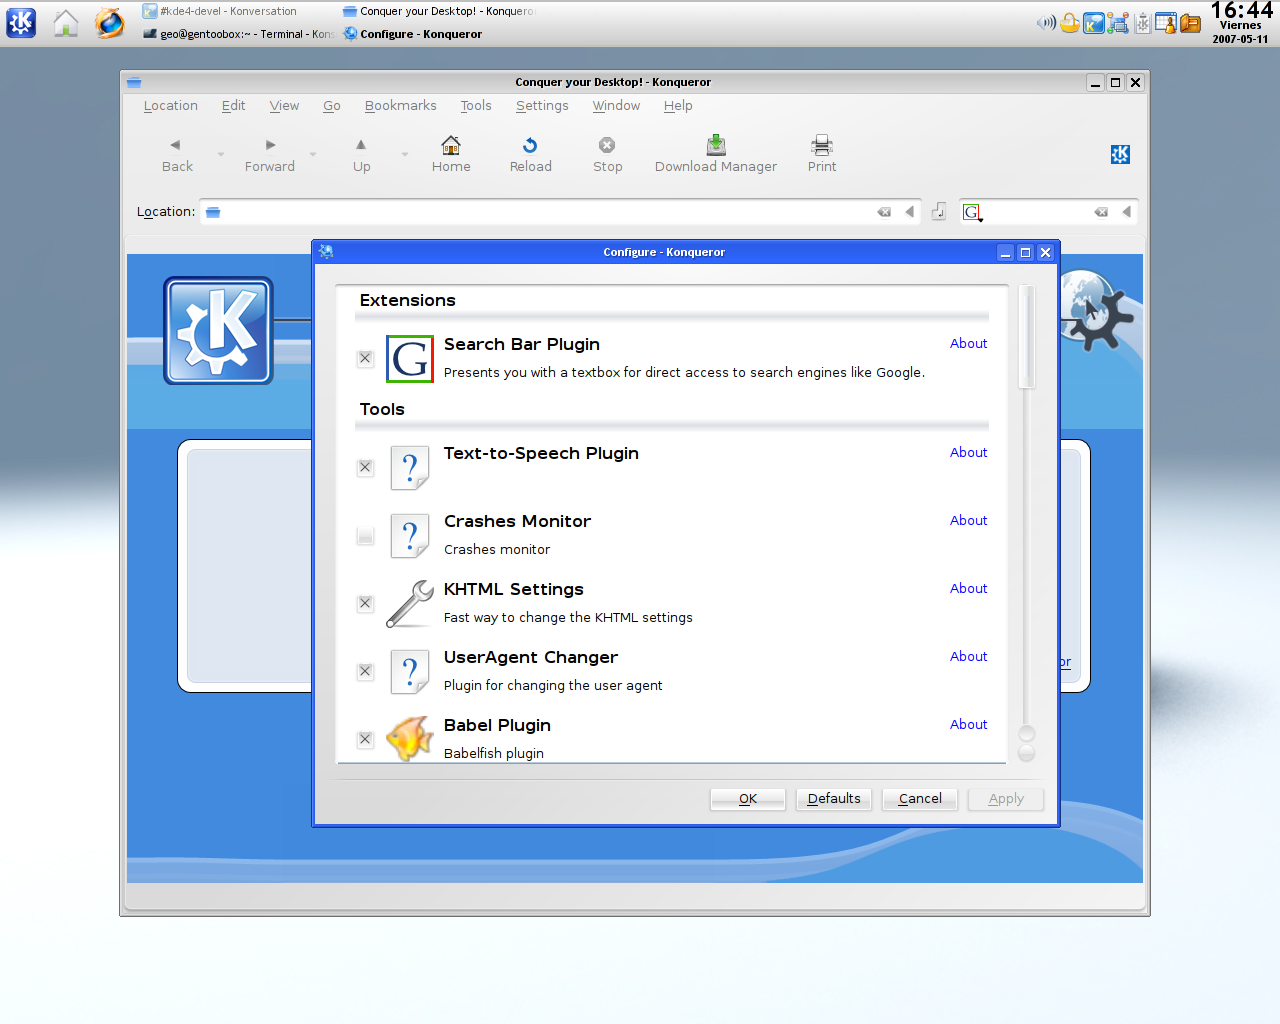 #kde4-devel - Konversation
Conquer your Desktop! - Konquero
geo@gentoobox:~ - Terminal - Kons
Configure - Konqueror
16:44
Viernes
2007-05-11
Conquer your Desktop! - Konqueror
Location Edit View Go Bookmarks Tools Settings Window Help
Back Forward Up Home Reload Stop Download Manager Print
Location:
G
Configure - Konqueror
Extensions
G
Search Bar Plugin About
Presents you with a textbox for direct access to search engines like Google.
Tools
Text-to-Speech Plugin About
Crashes Monitor About
Crashes monitor
KHTML Settings About
Fast way to change the KHTML settings
UserAgent Changer About
Plugin for changing the user agent
or
Babel Plugin About
Babelfish plugin
OK Defaults Cancel Apply